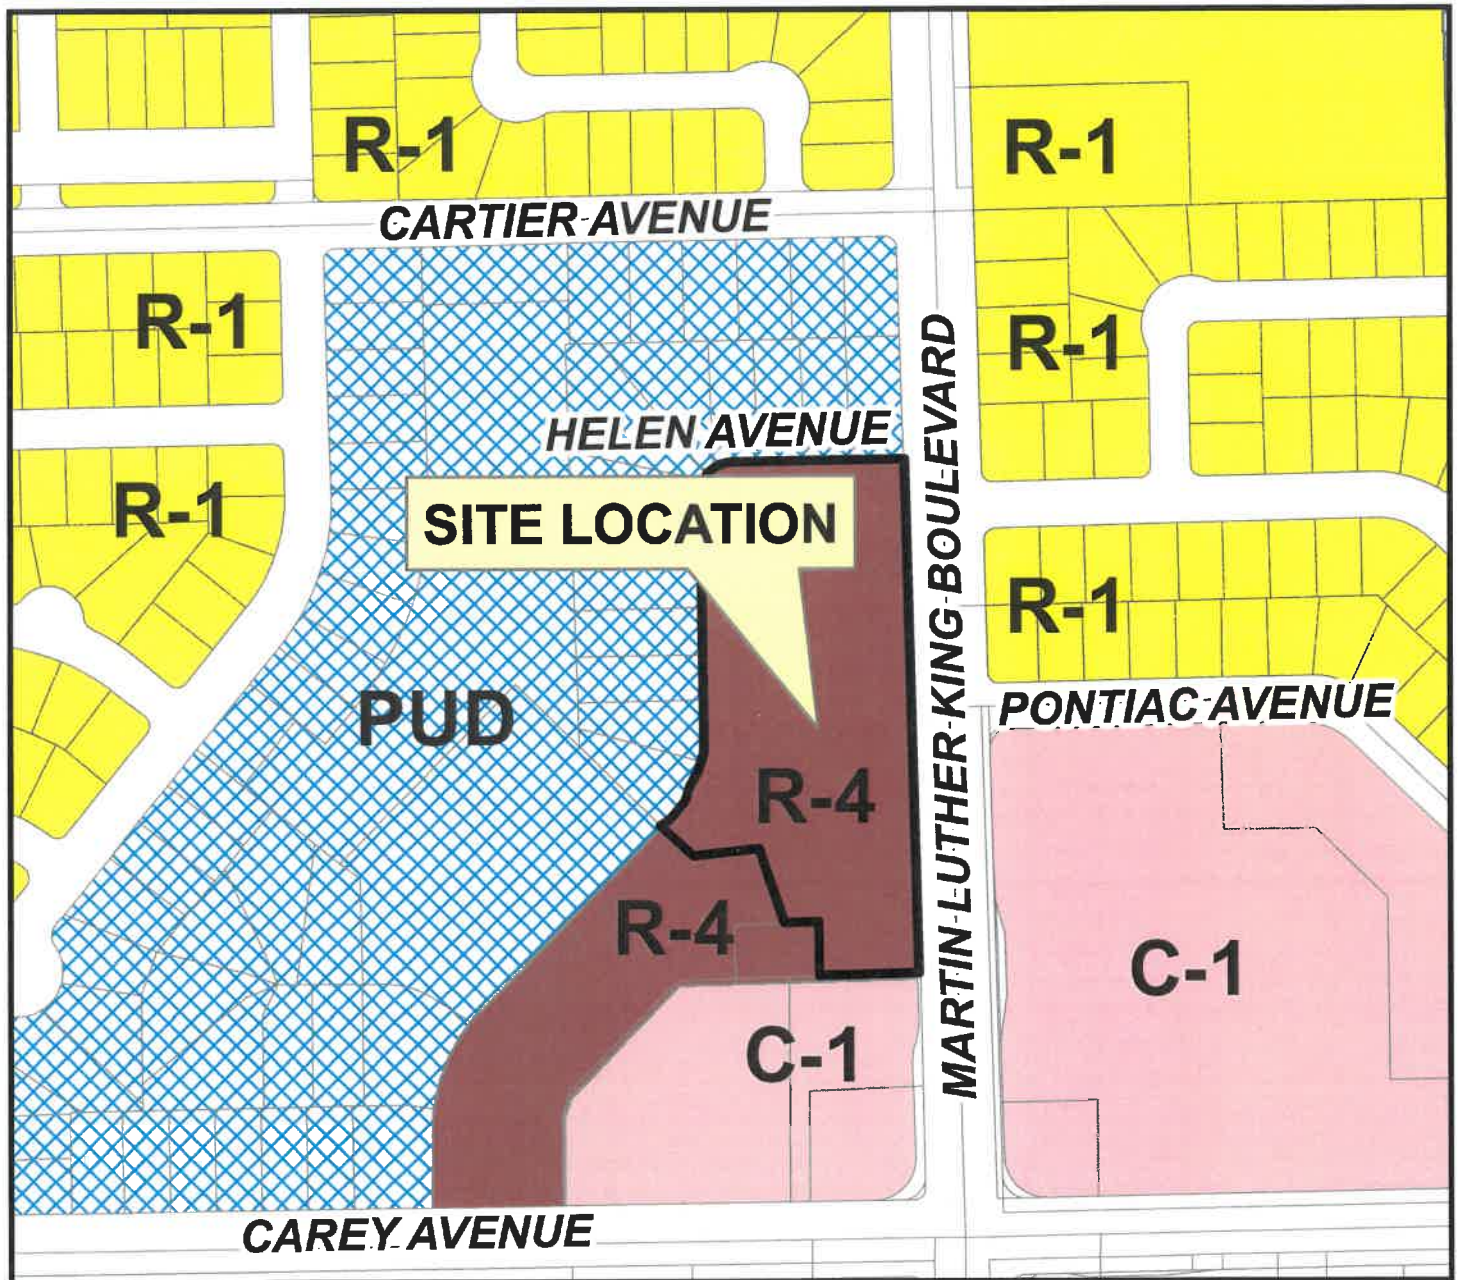 R-1
R-1
CARTIER AVENUE
R-1
R-1
HELEN AVENUE
R-1
SITE LOCATION
R-1
MARTIN LUTHER KING BOULEVARD
PUD
PONTIAC AVENUE
R-4
R-4
C-1
C-1
CAREY AVENUE